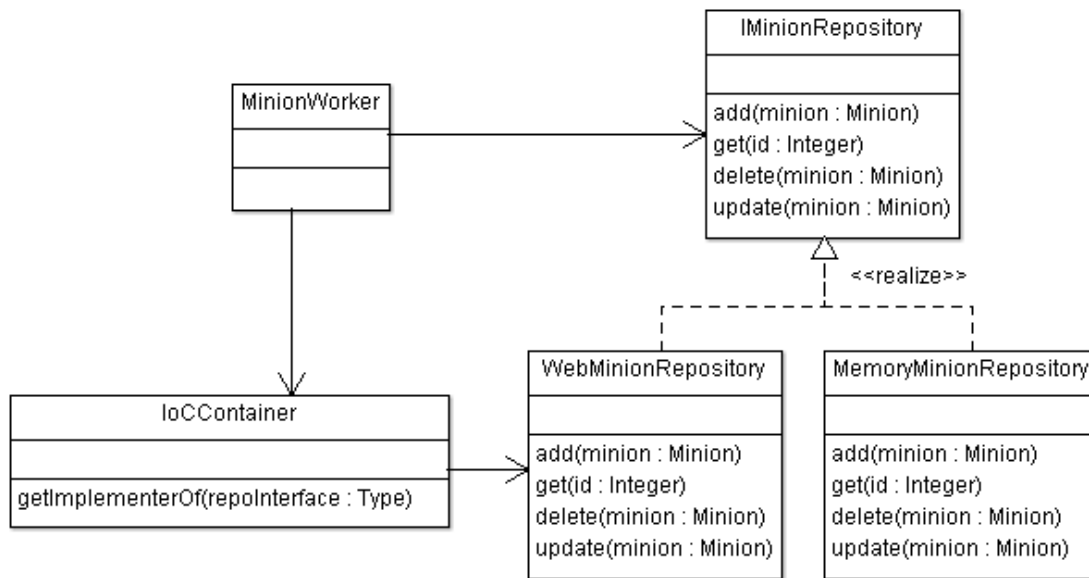 IMinionRepository
add(minion : Minion)
get(id : Integer)
delete(minion : Minion)
update(minion : Minion)
MinionWorker
<<realize>>
IoCContainer
getImplementerOf(repoInterface : Type)
WebMinionRepository
add(minion : Minion)
get(id : Integer)
delete(minion : Minion)
update(minion : Minion)
MemoryMinionRepository
add(minion : Minion)
get(id : Integer)
delete(minion : Minion)
update(minion : Minion)